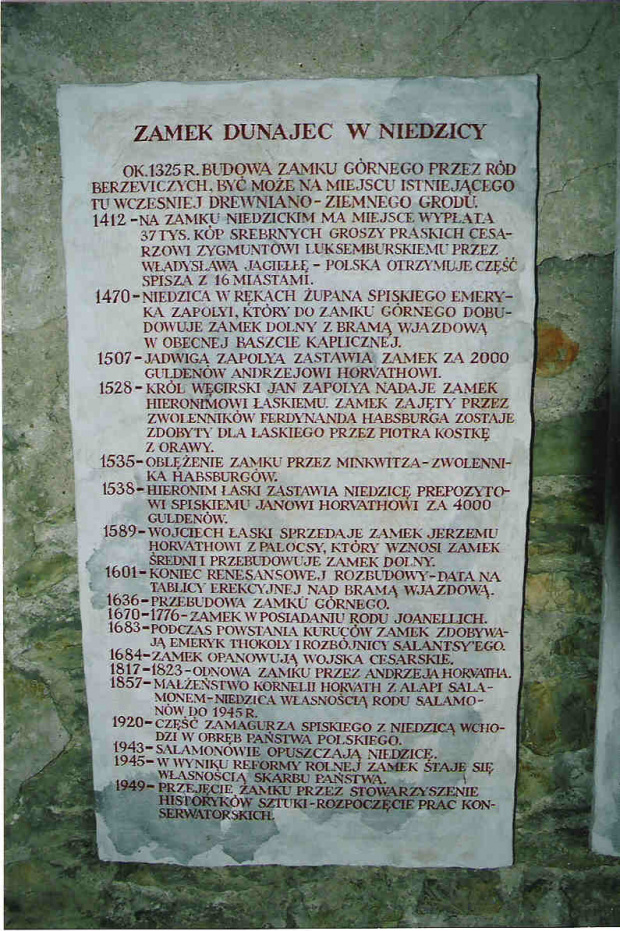 ZAMEK DUNAJEC W NIEDZICY
OK. 1325 R. BUDOWA ZAMKU GÓRNEGO PRZEZ RÓD
BERZEVICZYCH, BYĆ MOŻE NA MIEJSCU ISTNIEJĄCEGO
TU WCZESNIEJ DREWNIANO-ZIEMNEGO GRODU.
1412-NA ZAMKU NIEDZICKIM MA MIEJSCE WYPŁATA
37 TYS. KÓP SREBRNYCH GROSZY PRASKICH CESA-
RZOWI ZYGMUNTOWI LUKSEMBURSKIEMU PRZEZ
WŁADYSŁAWA JAGIEŁŁĘ - POLSKA OTRZYMUJE CZĘŚĆ
SPISZA Z 16 MIASTAMI.
1470-NIEDZICA W RĘKACH ŻUPANA SPISKIEGO EMERY-
KA ZAPOLYI, KTÓRY DO ZAMKU GÓRNEGO DOBU-
DOWUJE ZAMEK DOLNY Z BRAMĄ WJAZDOWĄ
W OBECNEJ BASZCIE KAPLICZNEJ.
1507-JADWIGA ZAPOLYA ZASTAWIA ZAMEK ZA 2000
GULDENÓW ANDRZEJOWI HORVATHOWI.
1528-KRÓL WĘGIRSKI JAN ZAPOLYA NADAJE ZAMEK
HIERONIMOWI ŁASKIEMU. ZAMEK ZAJĘTY PRZEZ
ZWOLENNIKÓW FERDYNANDA HABSBURGA ZOSTAJE
ZDOBYTY DLA ŁASKIEGO PRZEZ PIOTRA KOSTKĘ
Z ORAWY.
1535-OBLĘŻENIE ZAMKU PRZEZ MINKWITZA-ZWOLENNI-
KA HABSBURGÓW.
1538-HIERONIM ŁASKI ZASTAWIA NIEDZICĘ PREPOZYTO-
WI SPISKIEMU JANOWI HORVATHOWI ZA 4000
GULDENÓW.
1589-WOJCIECH ŁASKI SPRZEDAJE ZAMEK JERZEMU
HORVATHOWI Z PALOCSY, KTÓRY WZNOSI ZAMEK
ŚREDNI I PRZEBUDOWUJE ZAMEK DOLNY.
1601-KONIEC RENESANSOWEJ ROZBUDOWY-DATA NA
TABLICY EREKCYJNEJ NAD BRAMĄ WJAZDOWĄ.
1636-PRZEBUDOWA ZAMKU GÓRNEGO.
1670-1776-ZAMEK W POSIADANIU RODU JOANELLICH.
1683-PODCZAS POWSTANIA KURUCÓW ZAMEK ZDOBYWA-
JĄ EMERYK THOKOLY I ROZBÓJNICY SALANTSY'EGO.
1684-ZAMEK OPANOWUJĄ WOJSKA CESARSKIE.
1817-1823-ODNOWA ZAMKU PRZEZ ANDRZEJA HORVATHA.
1857-MAŁŻEŃSTWO KORNELII HORVATH Z ALAPI SALA-
MONEM-NIEDZICA WŁASNOŚCIĄ RODU SALAMO-
NÓW DO 1945 R.
1920-CZĘŚĆ ZAMAGURZA SPISKIEGO Z NIEDZICĄ WCHO-
DZI W OBRĘB PAŃSTWA POLSKIEGO.
1943-SALAMONÓWIE OPUSZCZAJĄ NIEDZICĘ.
1945-W WYNIKU REFORMY ROLNEJ ZAMEK STAJE SIĘ
WŁASNOŚCIĄ SKARBU PAŃSTWA.
1949-PRZEJĘCIE ZAMKU PRZEZ STOWARZYSZENIE
HISTORYKÓW SZTUKI-ROZPOCZĘCIE PRAC KON-
SERWATORSKICH.